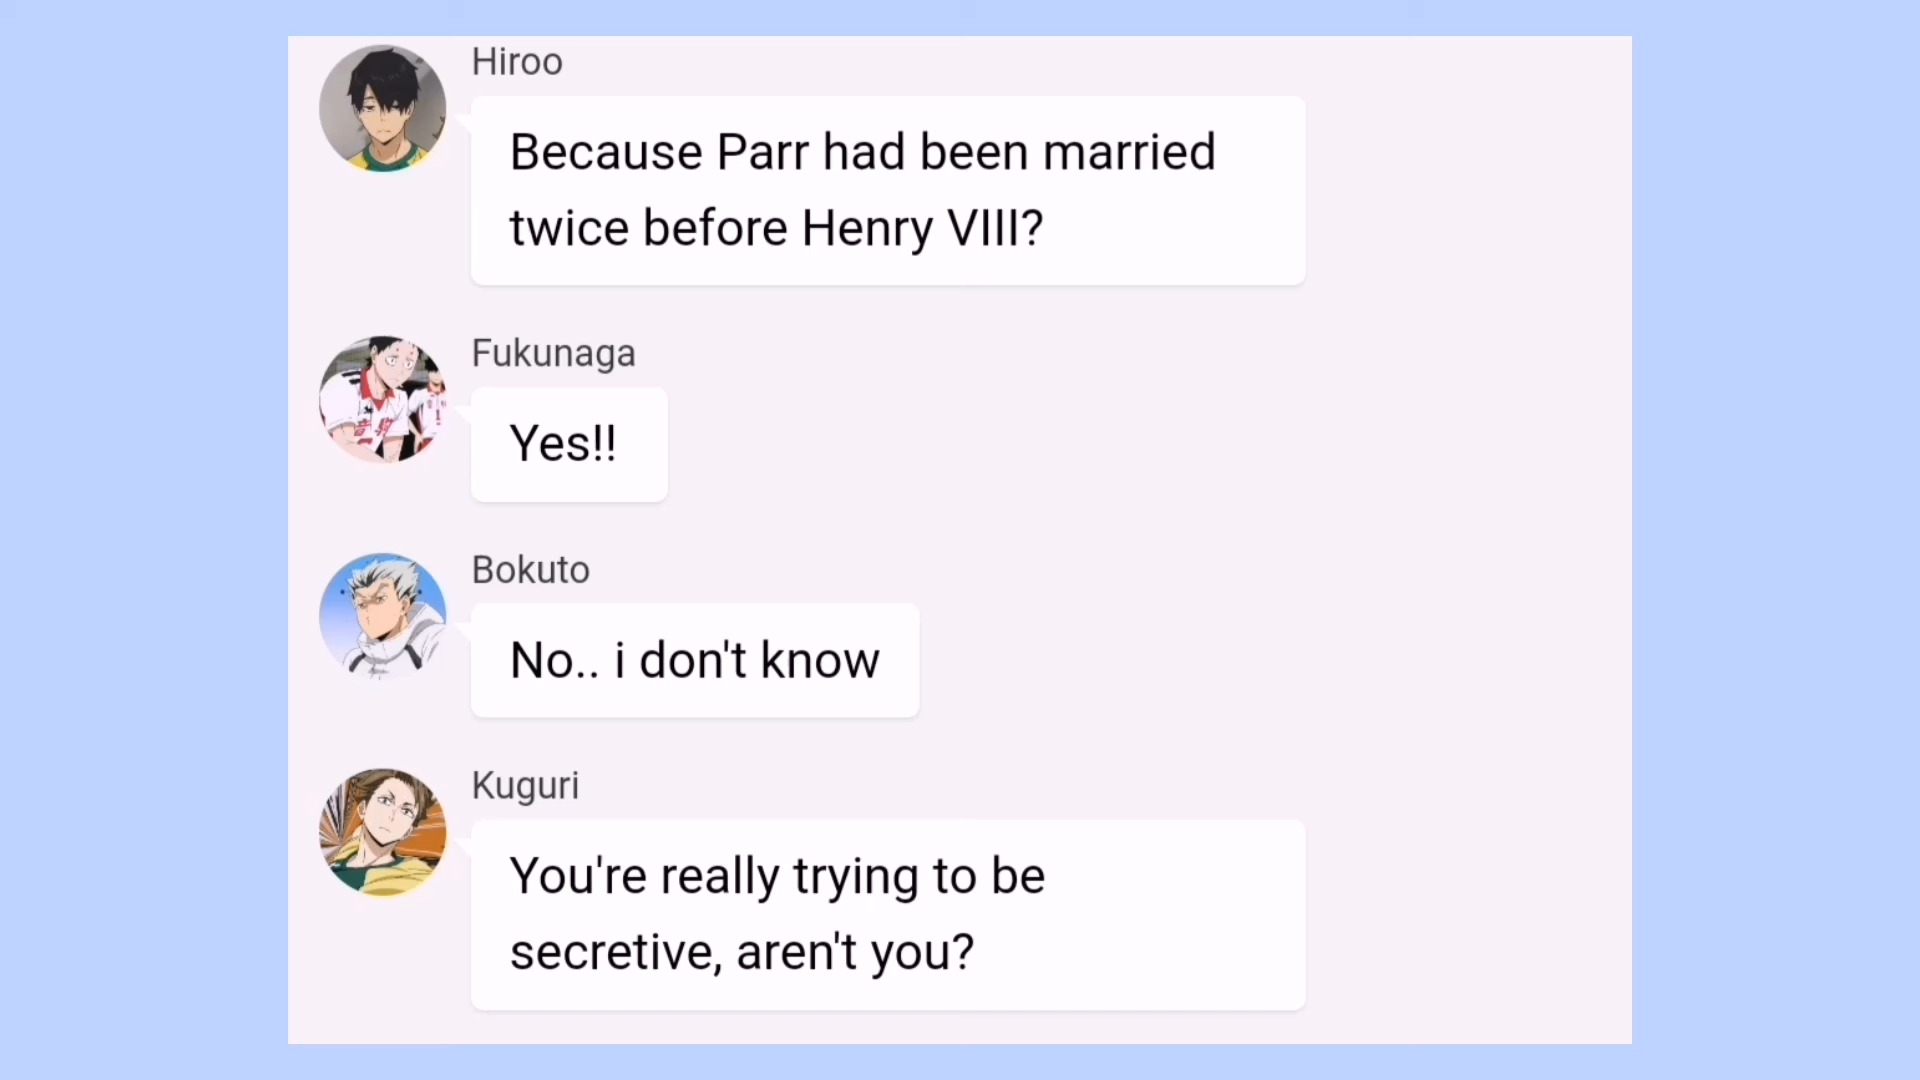 Hiroo
Because Parr had been married
twice before Henry VIII?
Fukunaga
Yes!!
Bokuto
No.. i don't know
Kuguri
You're really trying to be
secretive, aren't you?